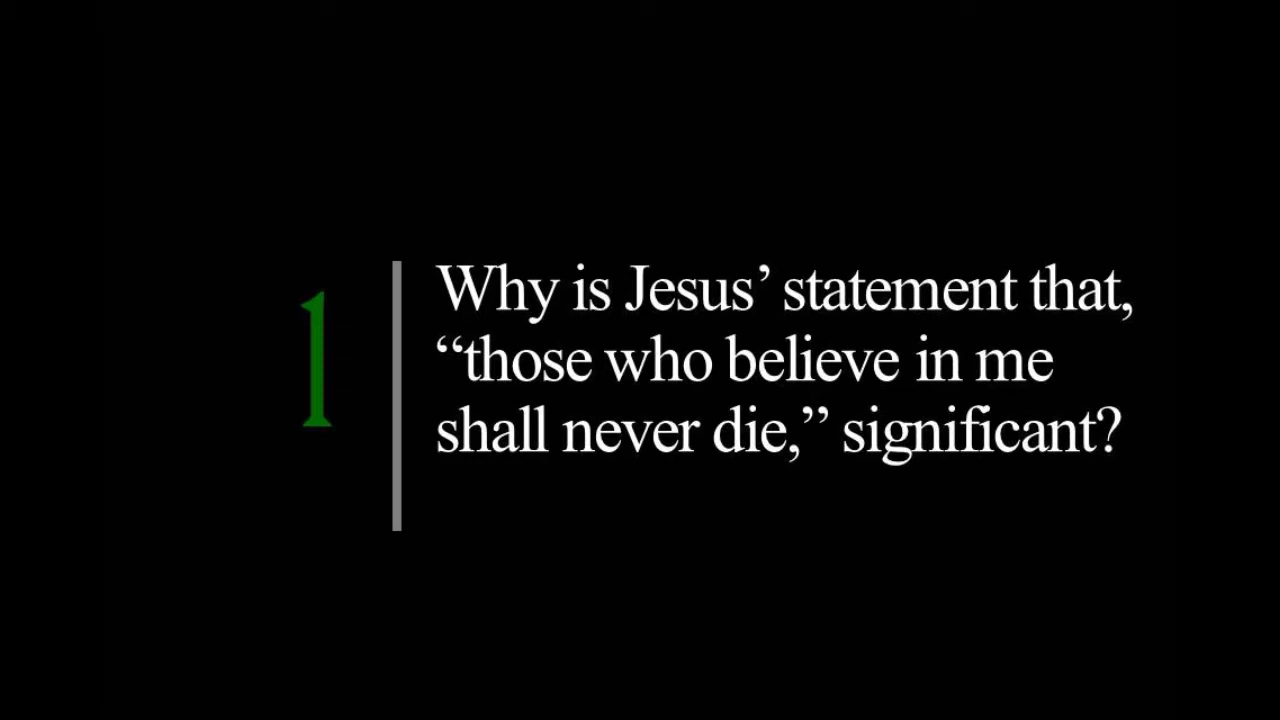 1
Why is Jesus’ statement that,
“those who believe in me
shall never die,” significant?